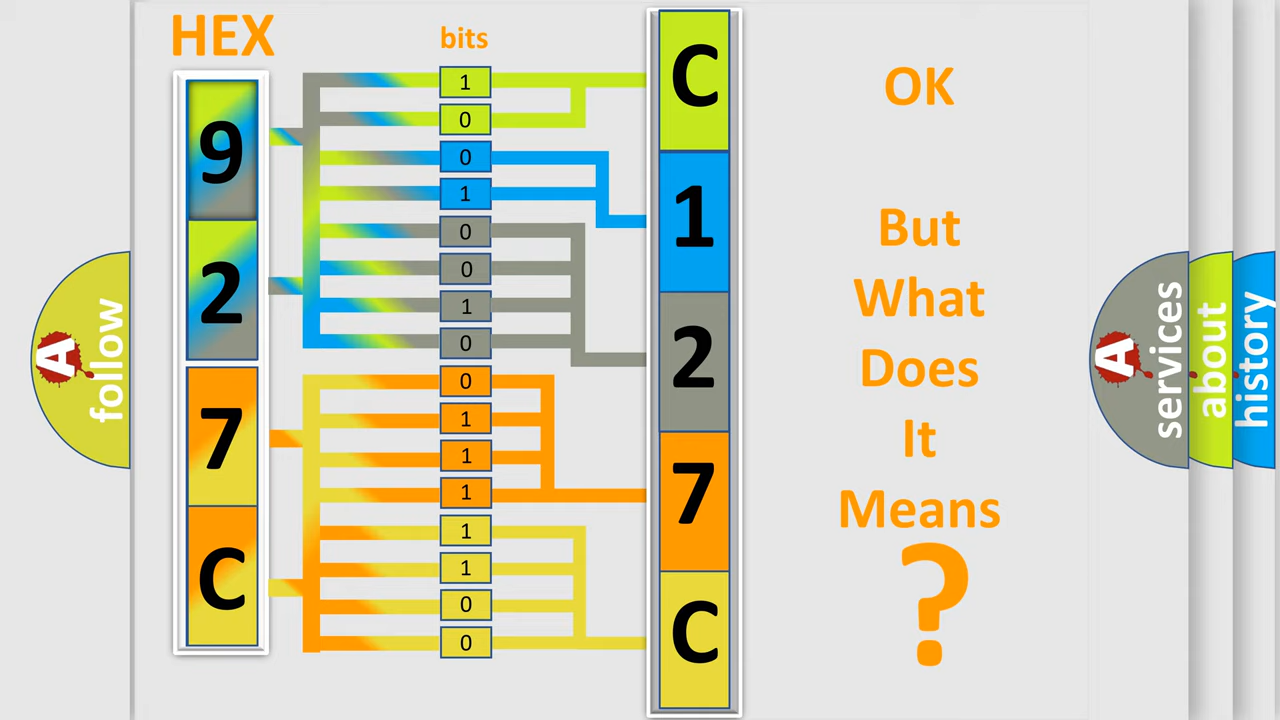 HEX
bits
9
2
7
C
1
0
0
1
0
0
1
0
0
1
1
1
1
1
0
0
C
1
2
7
C
OK
But
What
Does
It
Means
?
A
follow
A
services
about
history